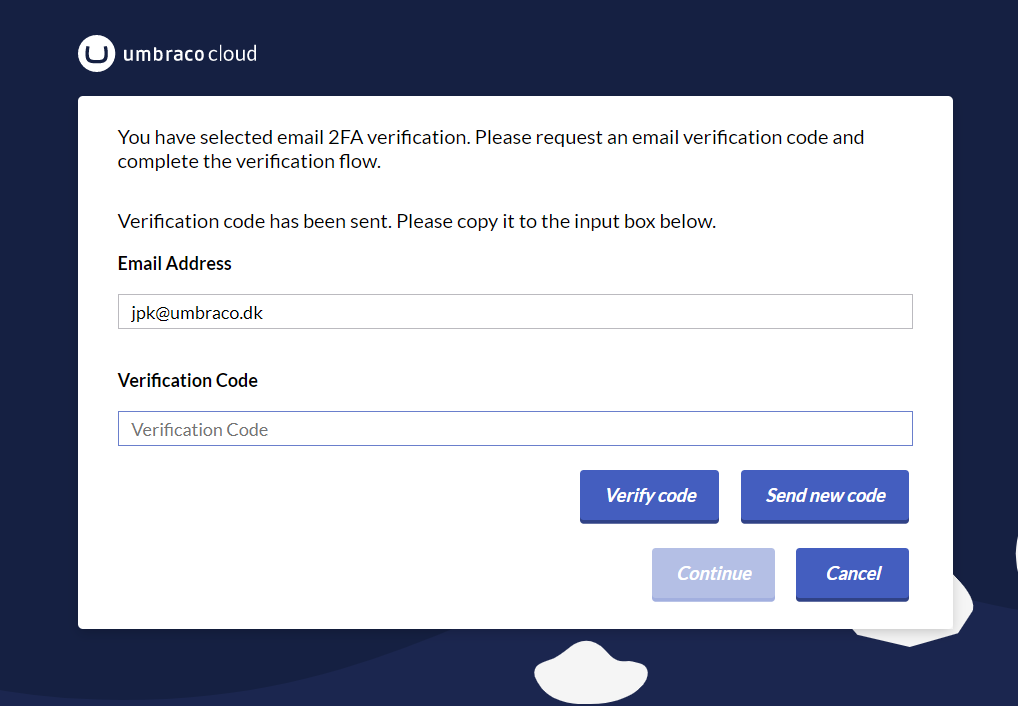 umbraco cloud
You have selected email 2FA verification. Please request an email verification code and
complete the verification flow.
Verification code has been sent. Please copy it to the input box below.
Email Address
jpk@umbraco.dk
Verification Code
Verification Code
Verify code Send new code
Continue Cancel